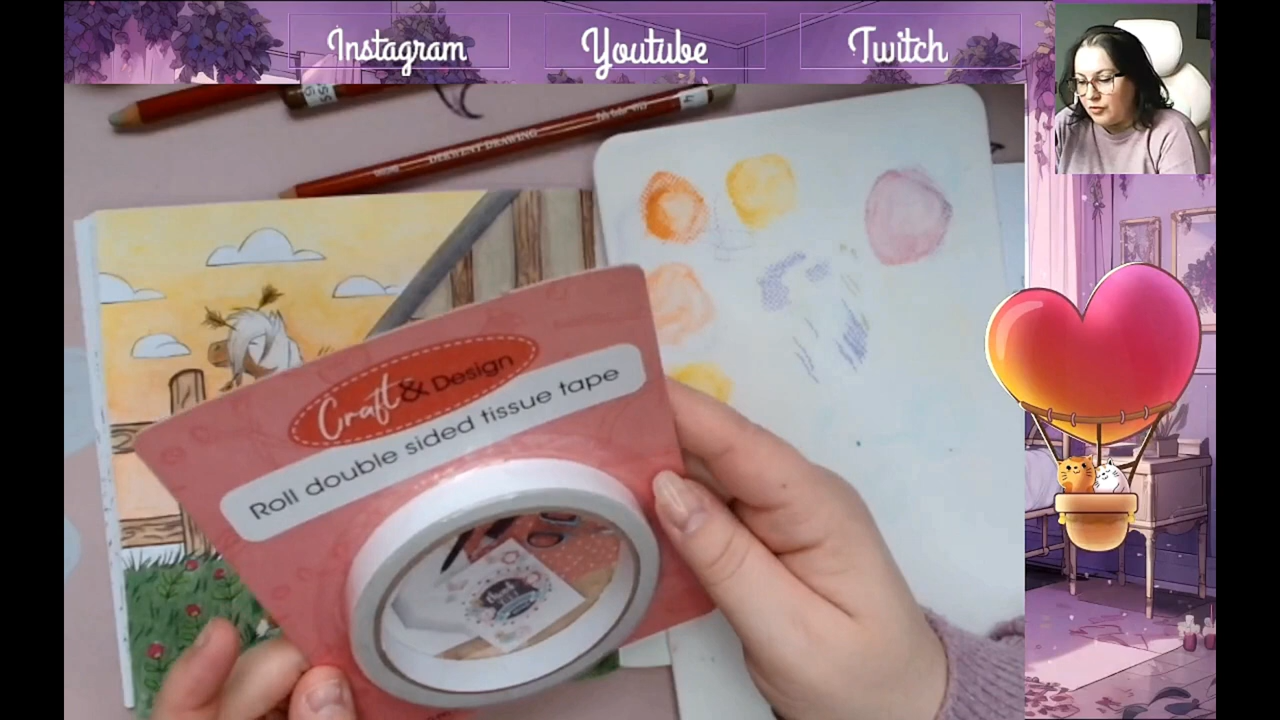 Instagram
Youtube
Twitch
DERWENT DRAWING
Craft & Design
Roll double sided tissue tape